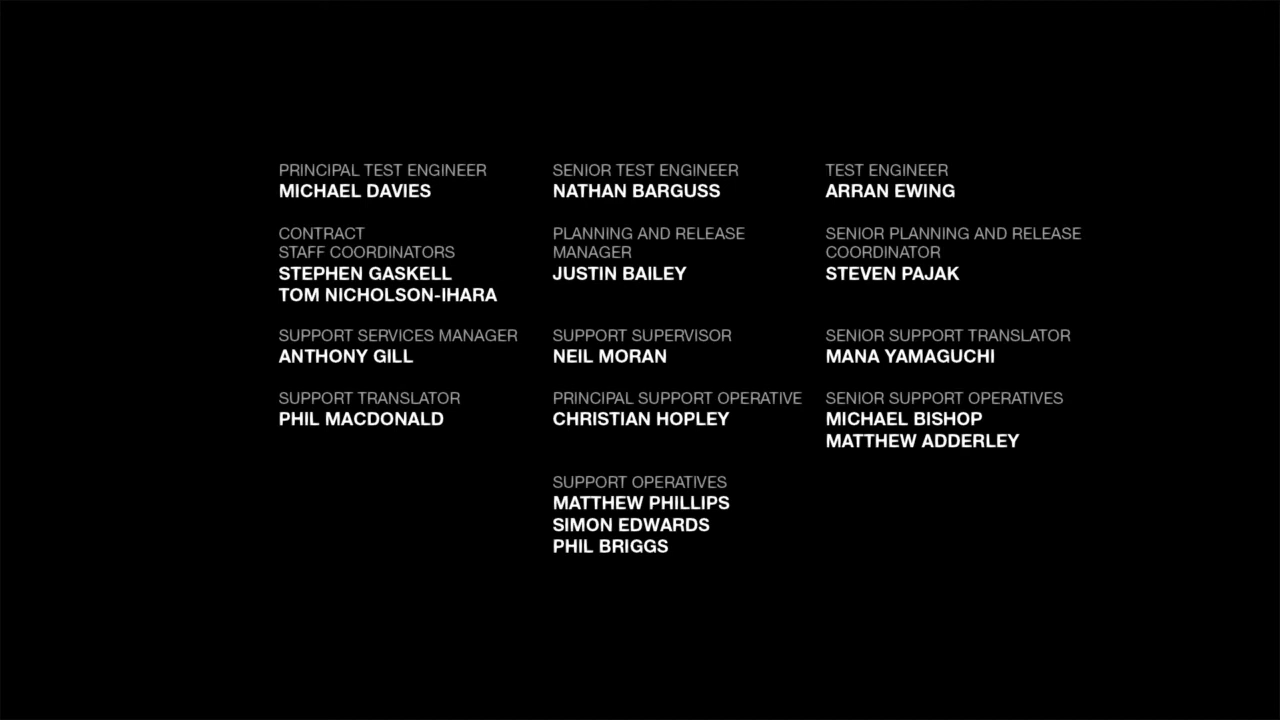 PRINCIPAL TEST ENGINEER
MICHAEL DAVIES
SENIOR TEST ENGINEER
NATHAN BARGUSS
TEST ENGINEER
ARRAN EWING
CONTRACT
STAFF COORDINATORS
STEPHEN GASKELL
TOM NICHOLSON-IHARA
PLANNING AND RELEASE
MANAGER
JUSTIN BAILEY
SENIOR PLANNING AND RELEASE
COORDINATOR
STEVEN PAJAK
SUPPORT SERVICES MANAGER
ANTHONY GILL
SUPPORT SUPERVISOR
NEIL MORAN
SENIOR SUPPORT TRANSLATOR
MANA YAMAGUCHI
SUPPORT TRANSLATOR
PHIL MACDONALD
PRINCIPAL SUPPORT OPERATIVE
CHRISTIAN HOPLEY
SENIOR SUPPORT OPERATIVES
MICHAEL BISHOP
MATTHEW ADDERLEY
SUPPORT OPERATIVES
MATTHEW PHILLIPS
SIMON EDWARDS
PHIL BRIGGS